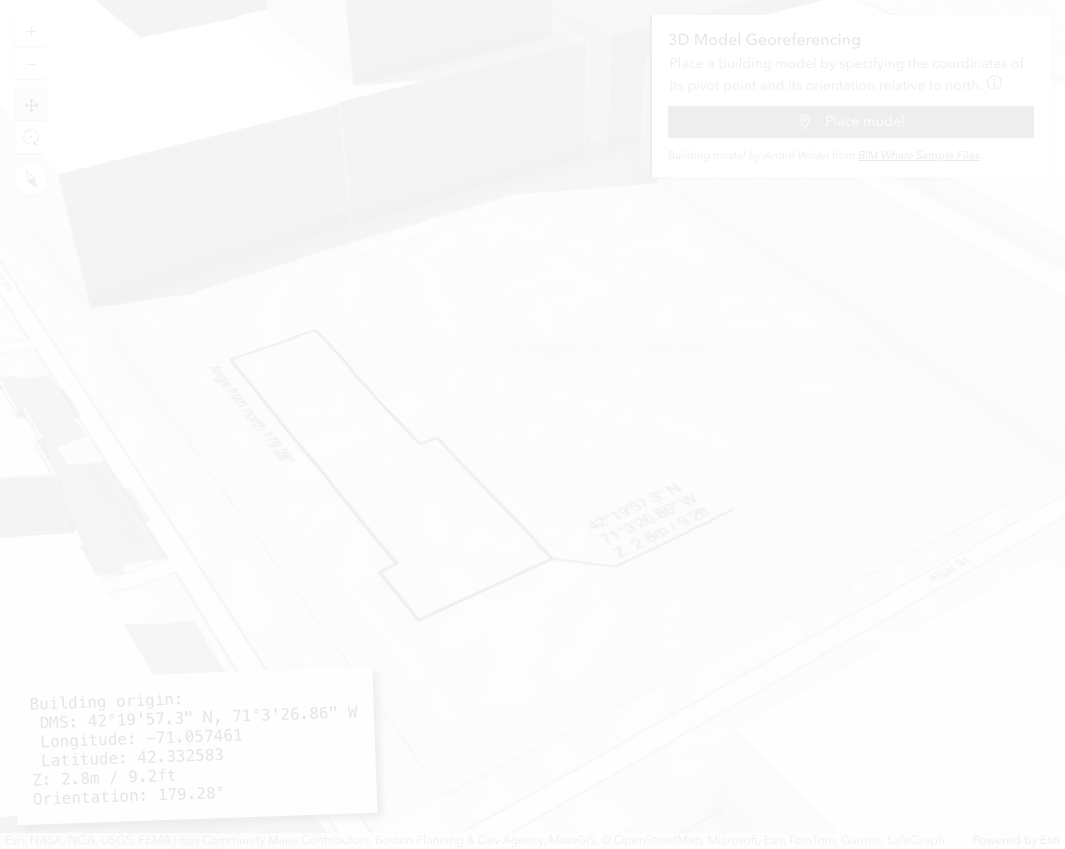 3D Model Georeferencing
Place a building model by specifying the coordinates of
its pivot point and its orientation relative to north.
Place model
Building model by André Wisén from BIM Whale Sample Files.
Angle from north 179.28°
42°19'57.3" N
71°3'26.86" W
Z: 2.8m / 9.2ft
Alger St
Building origin:
DMS: 42°19'57.3" N, 71°3'26.86" W
Longitude: -71.057461
Latitude: 42.332583
Z: 2.8m / 9.2ft
Orientation: 179.28°
Esri, NASA, NGA, USGS, FEMA | Esri Community Maps Contributors, Boston Planning & Dev Agency, MassGIS, © OpenStreetMap, Microsoft, Esri, TomTom, Garmin, SafeGraph, ...
Powered by Esri